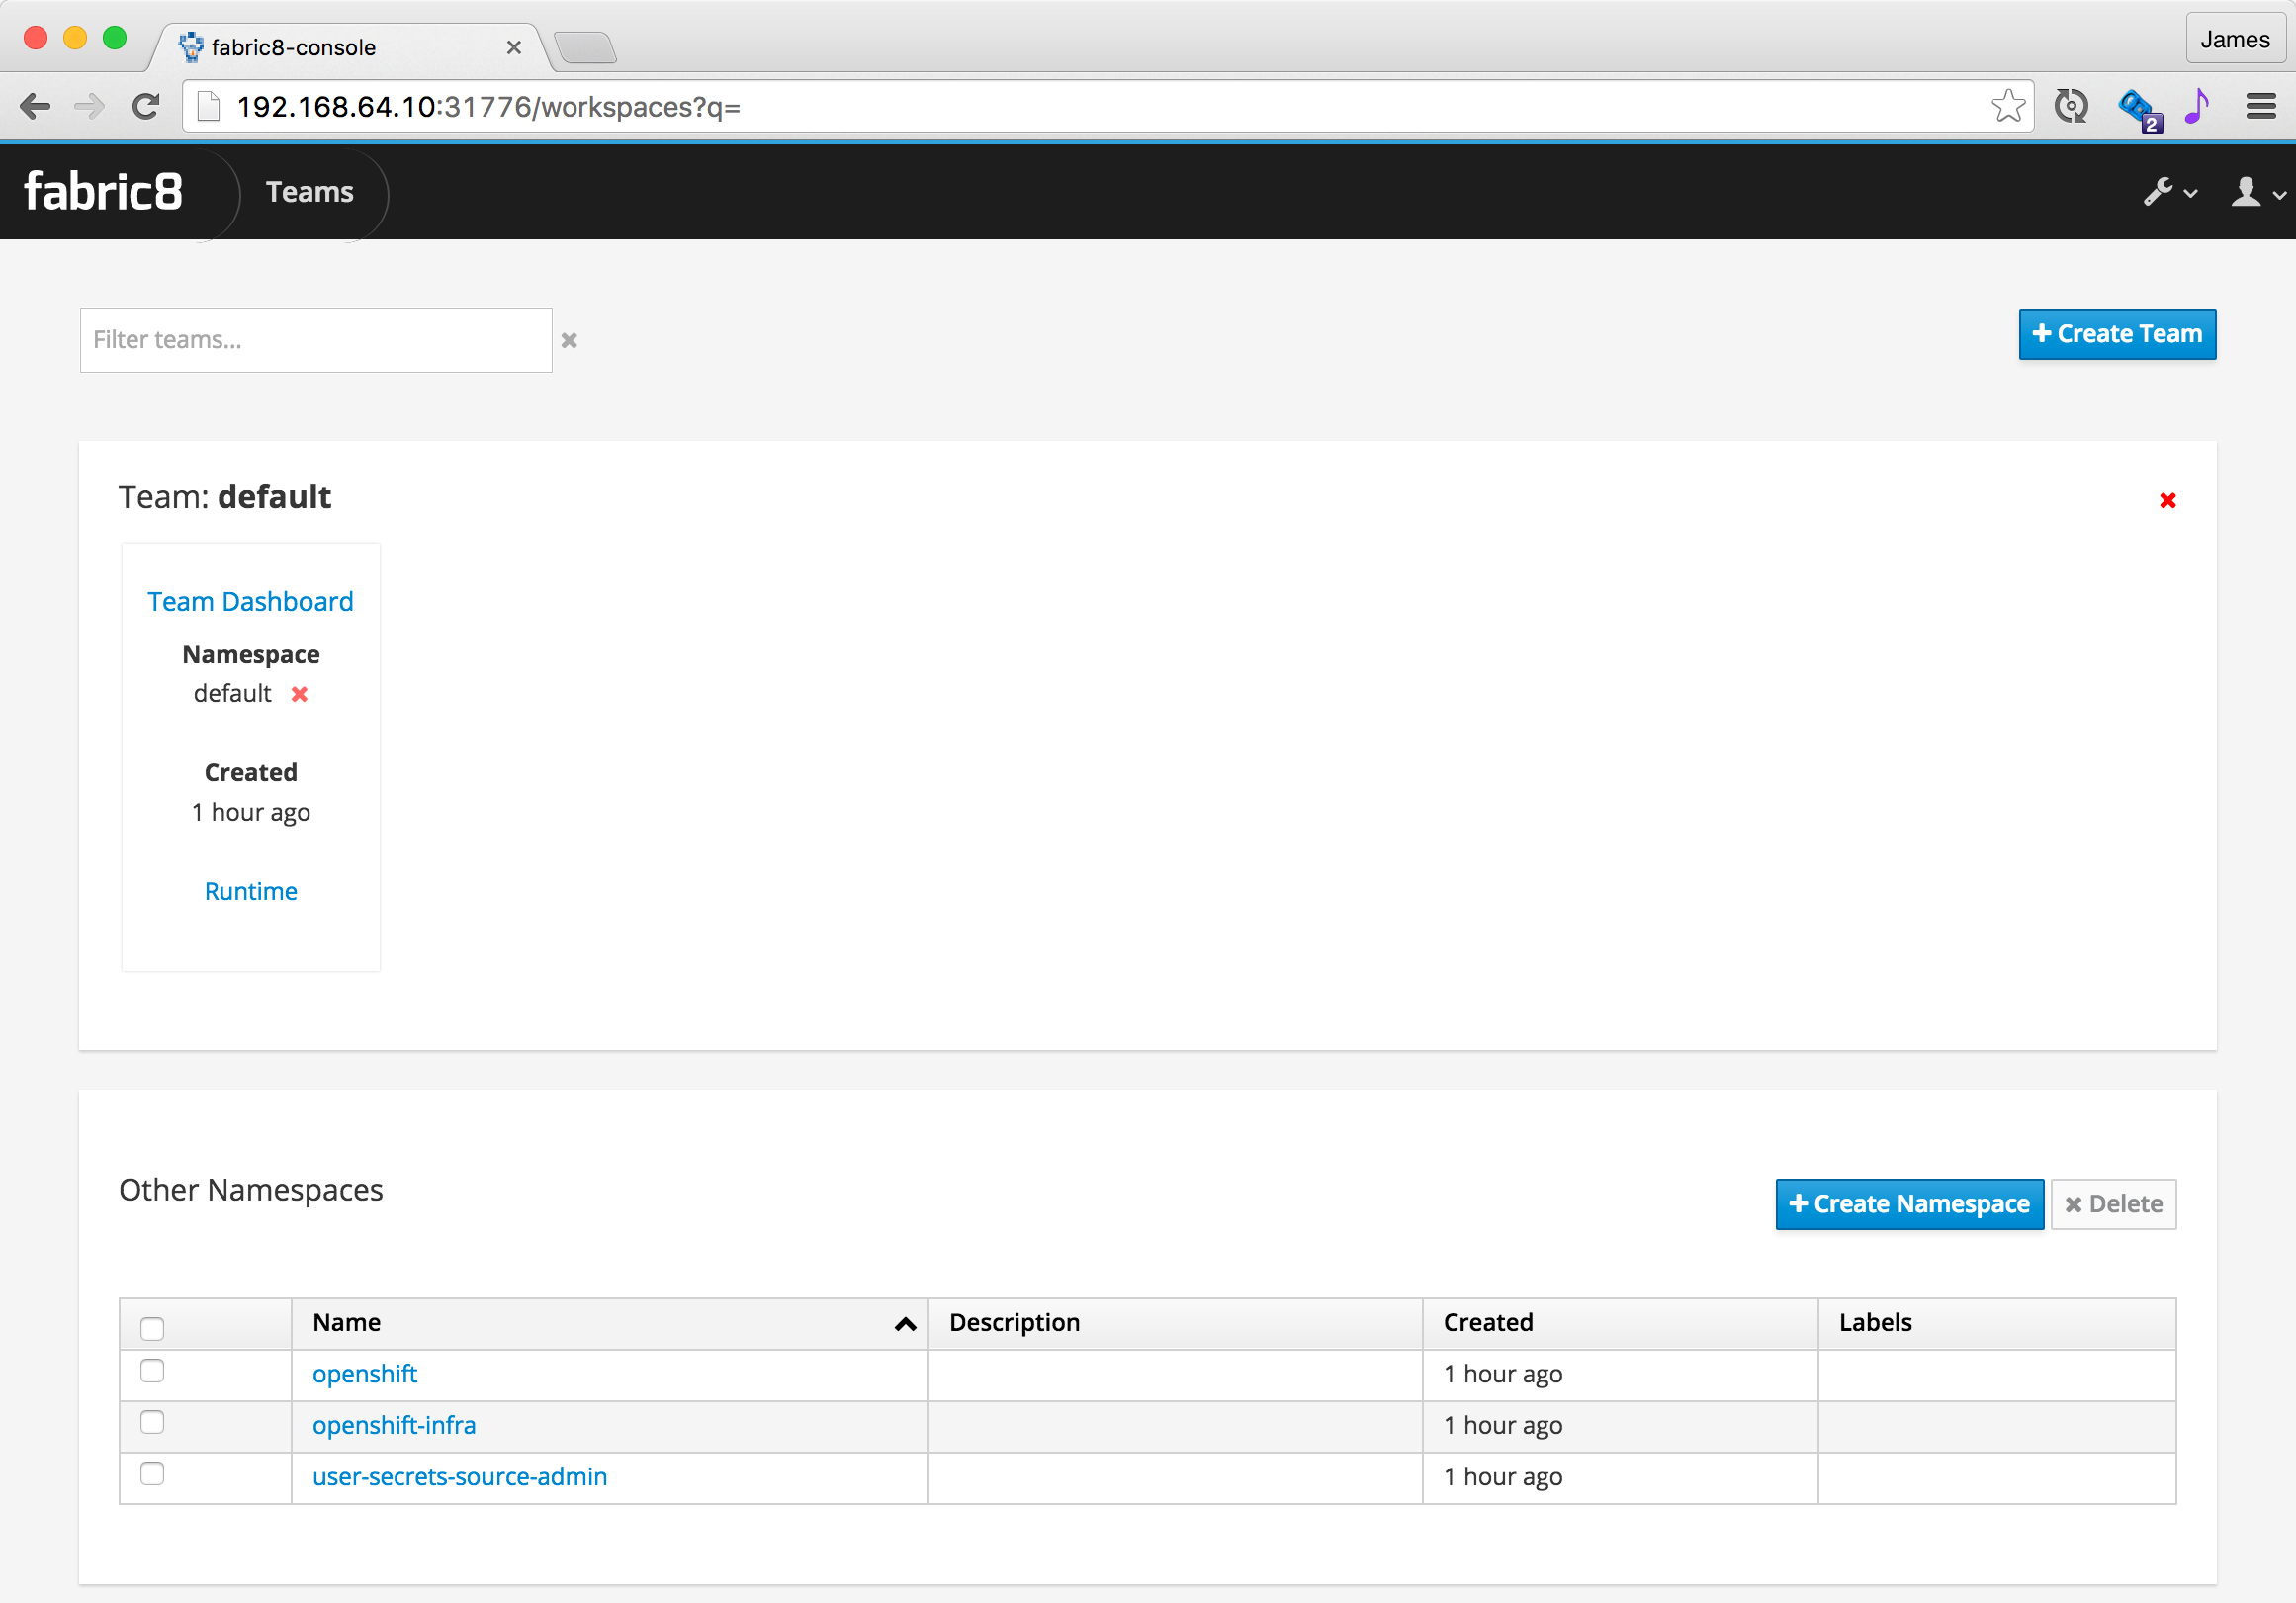 fabric8-console
James
192.168.64.10:31776/workspaces?q=
2
fabric8 Teams
Filter teams...
Create Team
Team: default
Team Dashboard
Namespace
default
Created
1 hour ago
Runtime
Other Namespaces
Create Namespace Delete
Name Description Created Labels
openshift 1 hour ago
openshift-infra 1 hour ago
user-secrets-source-admin 1 hour ago